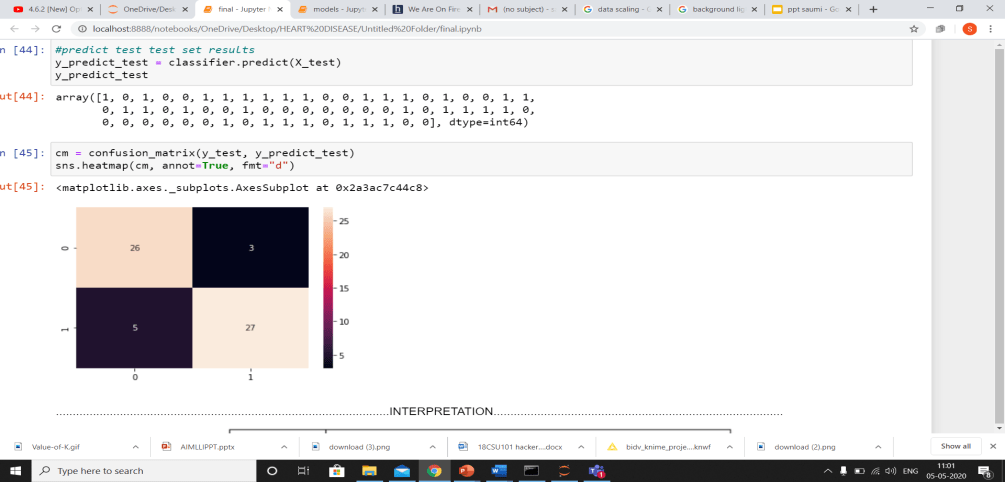 4.6.2 [New] Op
OneDrive/Desk
final - Jupyter
models - Jupyt
We Are On Fire
(no subject) - s
data scaling - G
background lig
ppt saumi - Go
localhost:8888/notebooks/OneDrive/Desktop/HEART%20DISEASE/Untitled%20Folder/final.ipynb
S
n [44]: #predict test test set results
y_predict_test = classifier.predict(X_test)
y_predict_test
ut[44]: array([1, 0, 1, 0, 0, 1, 1, 1, 1, 1, 1, 0, 0, 1, 1, 1, 0, 1, 0, 0, 1, 1,
0, 1, 1, 0, 1, 0, 0, 1, 0, 0, 0, 0, 0, 0, 0, 1, 0, 1, 1, 1, 1, 0,
0, 0, 0, 0, 0, 0, 1, 0, 1, 1, 1, 0, 1, 1, 1, 0, 0], dtype=int64)
n [45]: cm = confusion_matrix(y_test, y_predict_test)
sns.heatmap(cm, annot=True, fmt="d")
ut[45]: <matplotlib.axes._subplots.AxesSubplot at 0x2a3ac7c44c8>
0
26
3
1
5
27
0
1
25
20
15
10
5
INTERPRETATION
Value-of-K.gif
AIMLLIPPT.pptx
download (3).png
18CSU101 hacker....docx
bidv_knime_proje....knwf
download (2).png
Show all
Type here to search
ENG
11:01
05-05-2020